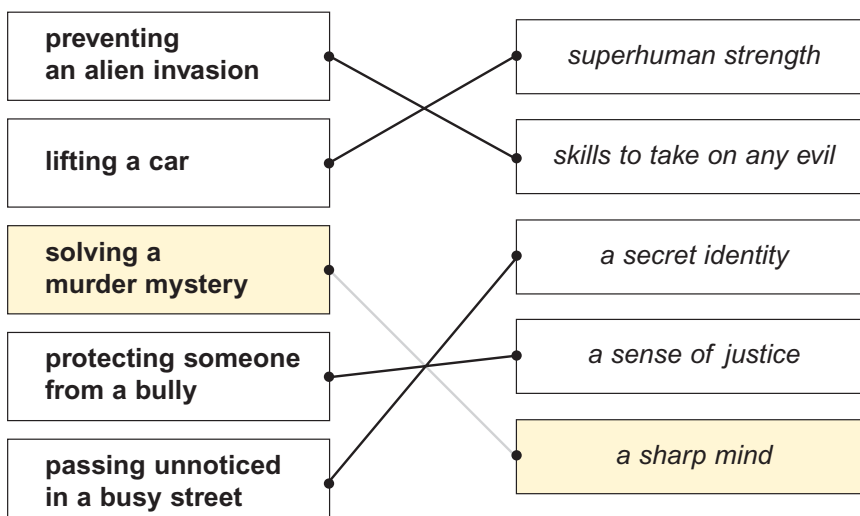 preventing
an alien invasion
lifting a car
solving a
murder mystery
protecting someone
from a bully
passing unnoticed
in a busy street
superhuman strength
skills to take on any evil
a secret identity
a sense of justice
a sharp mind